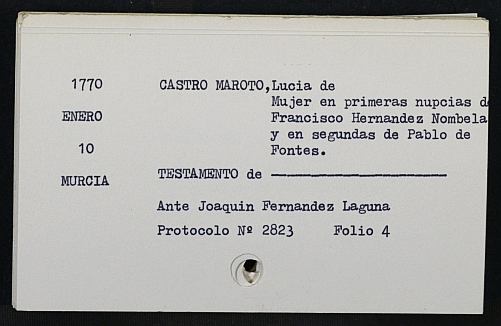 1770 CASTRO MAROTO, Lucia de
Mujer en primeras nupcias d
ENERO Francisco Hernandez Nombela
y en segundas de Pablo de
10 Fontes.
MURCIA TESTAMENTO de ————————
Ante Joaquin Fernandez Laguna
Protocolo Nº 2823 Folio 4